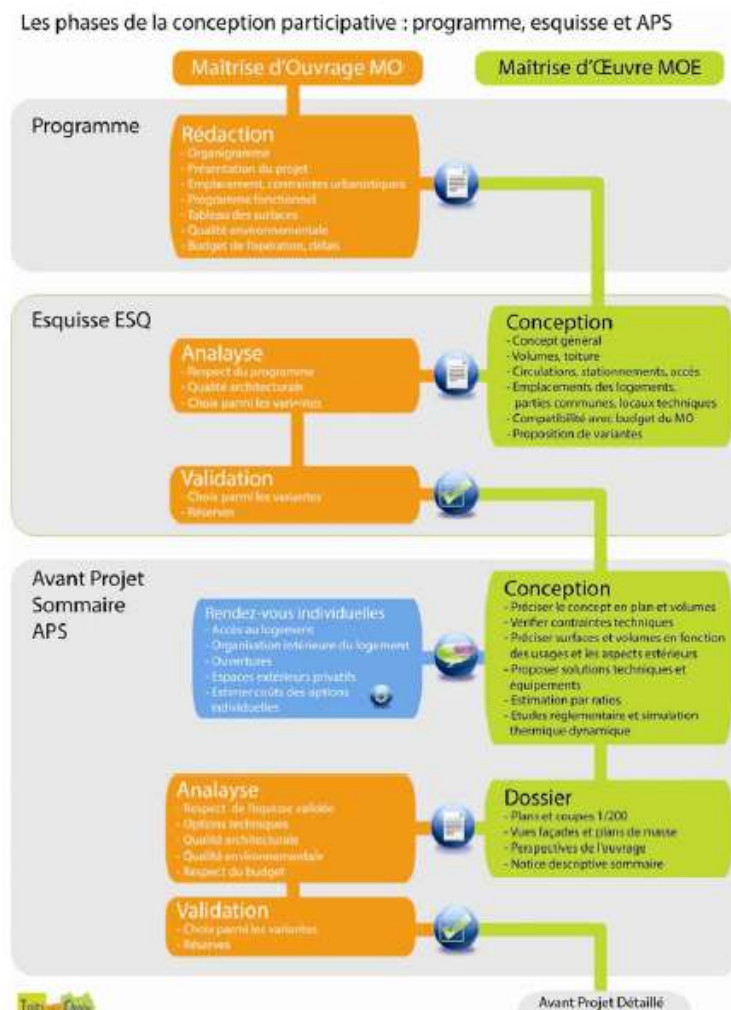 Les phases de la conception participative : programme, esquisse et APS
Maîtrise d'Ouvrage MO
Maîtrise d'Œuvre MOE
Programme
Rédaction
- Organigramme
- Présentation du projet
- Emplacement, contraintes urbanistiques
- Programme fonctionnel
- Tableau des surfaces
- Qualité environnementale
- Budget de l'opération, délais
Esquisse ESQ
Conception
- Concept général
- Volumes, toiture
- Circulations, stationnements, accès
- Emplacements des logements,
parties communes, locaux techniques
- Compatibilité avec budget du MO
- Proposition de variantes
Analayse
- Respect du programme
- Qualité architecturale
- Choix parmi les variantes
Validation
- Choix parmi les variantes
- Réserves
Avant Projet
Sommaire
APS
Rendez-vous individuelles
- Accès au logement
- Organisation intérieure du logement
- Ouvertures
- Espaces extérieurs privatifs
- Estimer coûts des options
individuelles
Conception
- Préciser le concept en plan et volumes
- Vérifier contraintes techniques
- Préciser surfaces et volumes en fonction
des usages et les aspects extérieurs
- Proposer solutions techniques et
équipements
- Estimation par ratios
- Etudes réglementaire et simulation
thermique dynamique
Analayse
- Respect de l'equisse validée
- Options techniques
- Qualité architecturale
- Qualité environnementale
- Respect du budget
Dossier
- Plans et coupes 1/200
- Vues façades et plans de masse
- Perspectives de l'ouvrage
- Notice descriptive sommaire
Validation
- Choix parmi les variantes
- Réserves
Avant Projet Détaillé